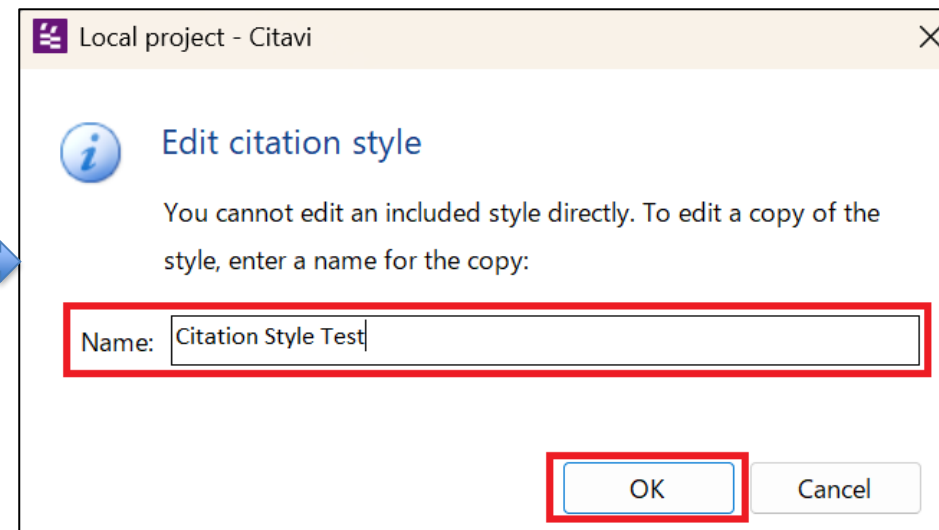 Local project - Citavi
Edit citation style
You cannot edit an included style directly. To edit a copy of the
style, enter a name for the copy:
Name: Citation Style Test
OK Cancel